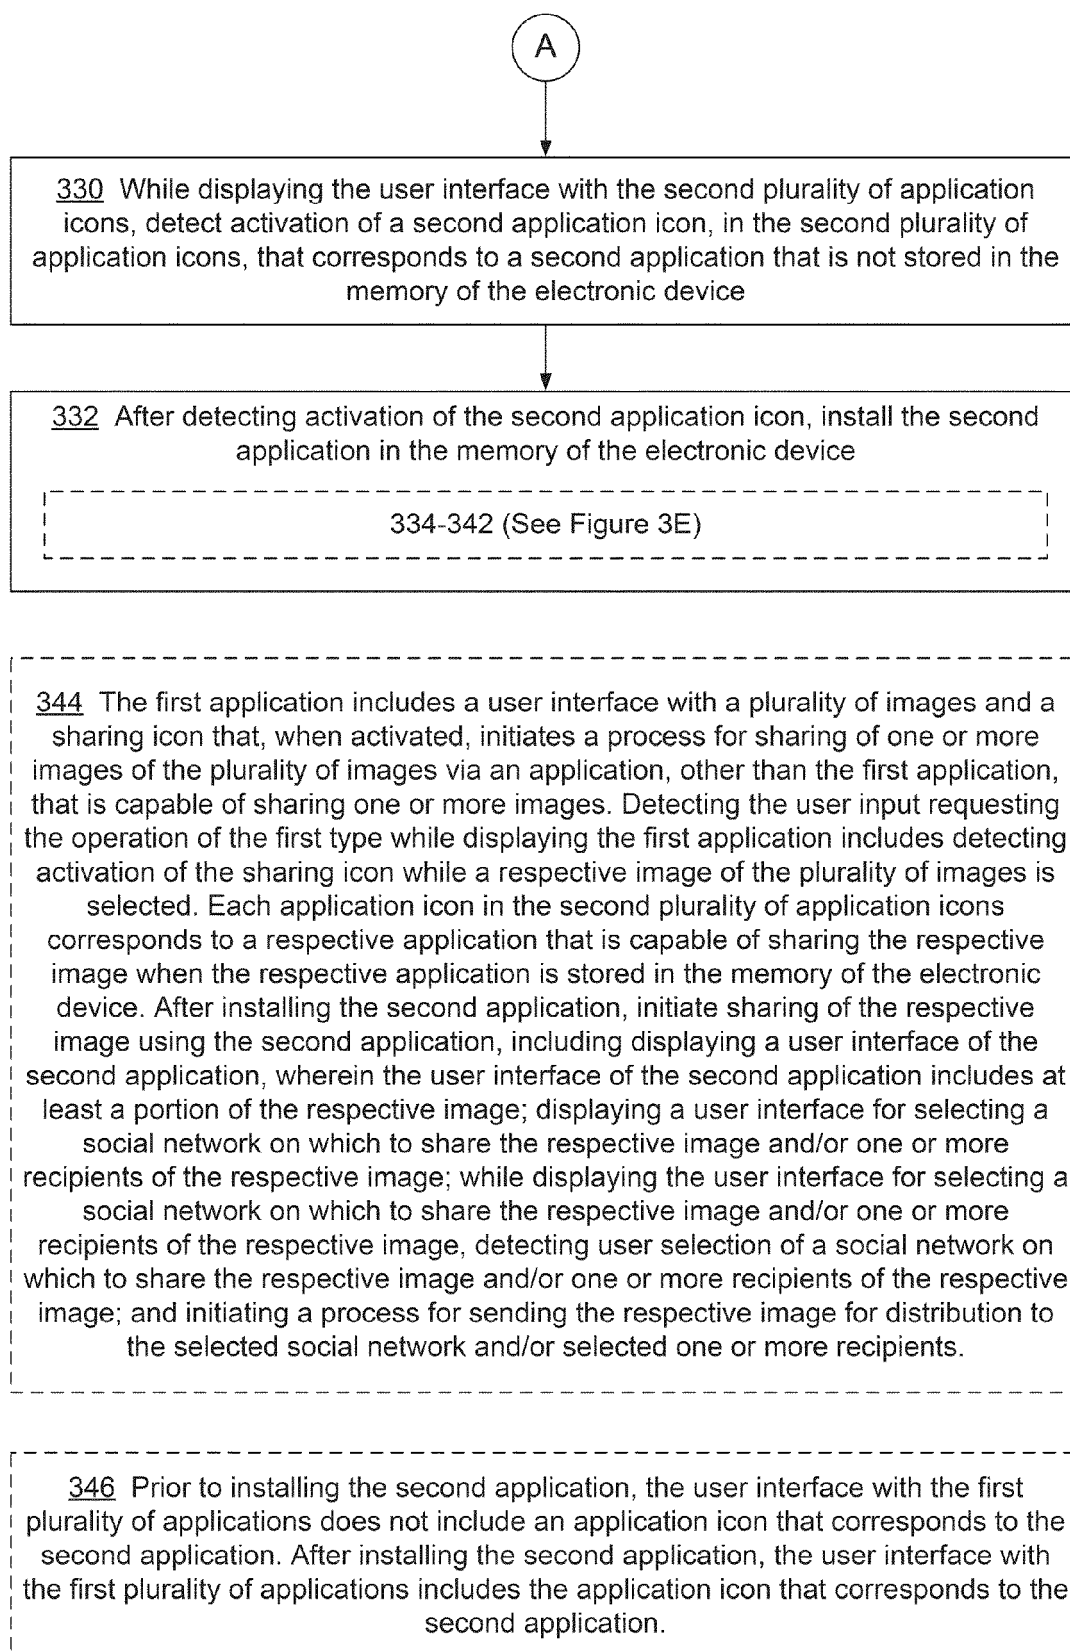 A
330 While displaying the user interface with the second plurality of application
icons, detect activation of a second application icon, in the second plurality of
application icons, that corresponds to a second application that is not stored in the
memory of the electronic device
332 After detecting activation of the second application icon, install the second
application in the memory of the electronic device
334-342 (See Figure 3E)
344 The first application includes a user interface with a plurality of images and a
sharing icon that, when activated, initiates a process for sharing of one or more
images of the plurality of images via an application, other than the first application,
that is capable of sharing one or more images. Detecting the user input requesting
the operation of the first type while displaying the first application includes detecting
activation of the sharing icon while a respective image of the plurality of images is
selected. Each application icon in the second plurality of application icons
corresponds to a respective application that is capable of sharing the respective
image when the respective application is stored in the memory of the electronic
device. After installing the second application, initiate sharing of the respective
image using the second application, including displaying a user interface of the
second application, wherein the user interface of the second application includes at
least a portion of the respective image; displaying a user interface for selecting a
social network on which to share the respective image and/or one or more
recipients of the respective image; while displaying the user interface for selecting a
social network on which to share the respective image and/or one or more
recipients of the respective image, detecting user selection of a social network on
which to share the respective image and/or one or more recipients of the respective
image; and initiating a process for sending the respective image for distribution to
the selected social network and/or selected one or more recipients.
346 Prior to installing the second application, the user interface with the first
plurality of applications does not include an application icon that corresponds to the
second application. After installing the second application, the user interface with
the first plurality of applications includes the application icon that corresponds to the
second application.